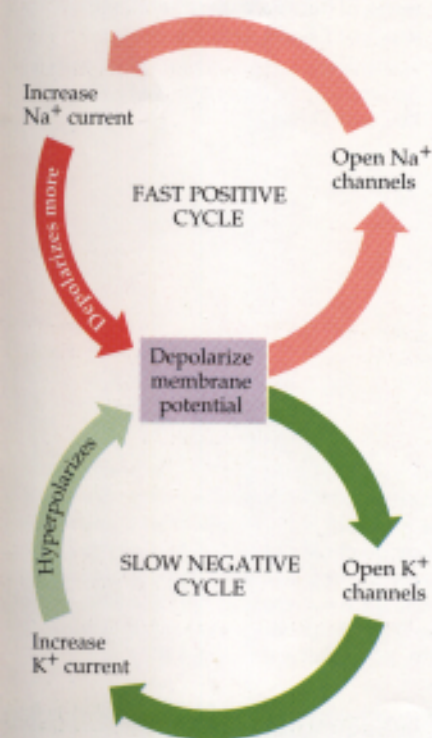 Increase
Na⁺ current
Open Na⁺
channels
FAST POSITIVE
CYCLE
Depolarizes more
Depolarize
membrane
potential
Hyperpolarizes
SLOW NEGATIVE
CYCLE
Open K⁺
channels
Increase
K⁺ current